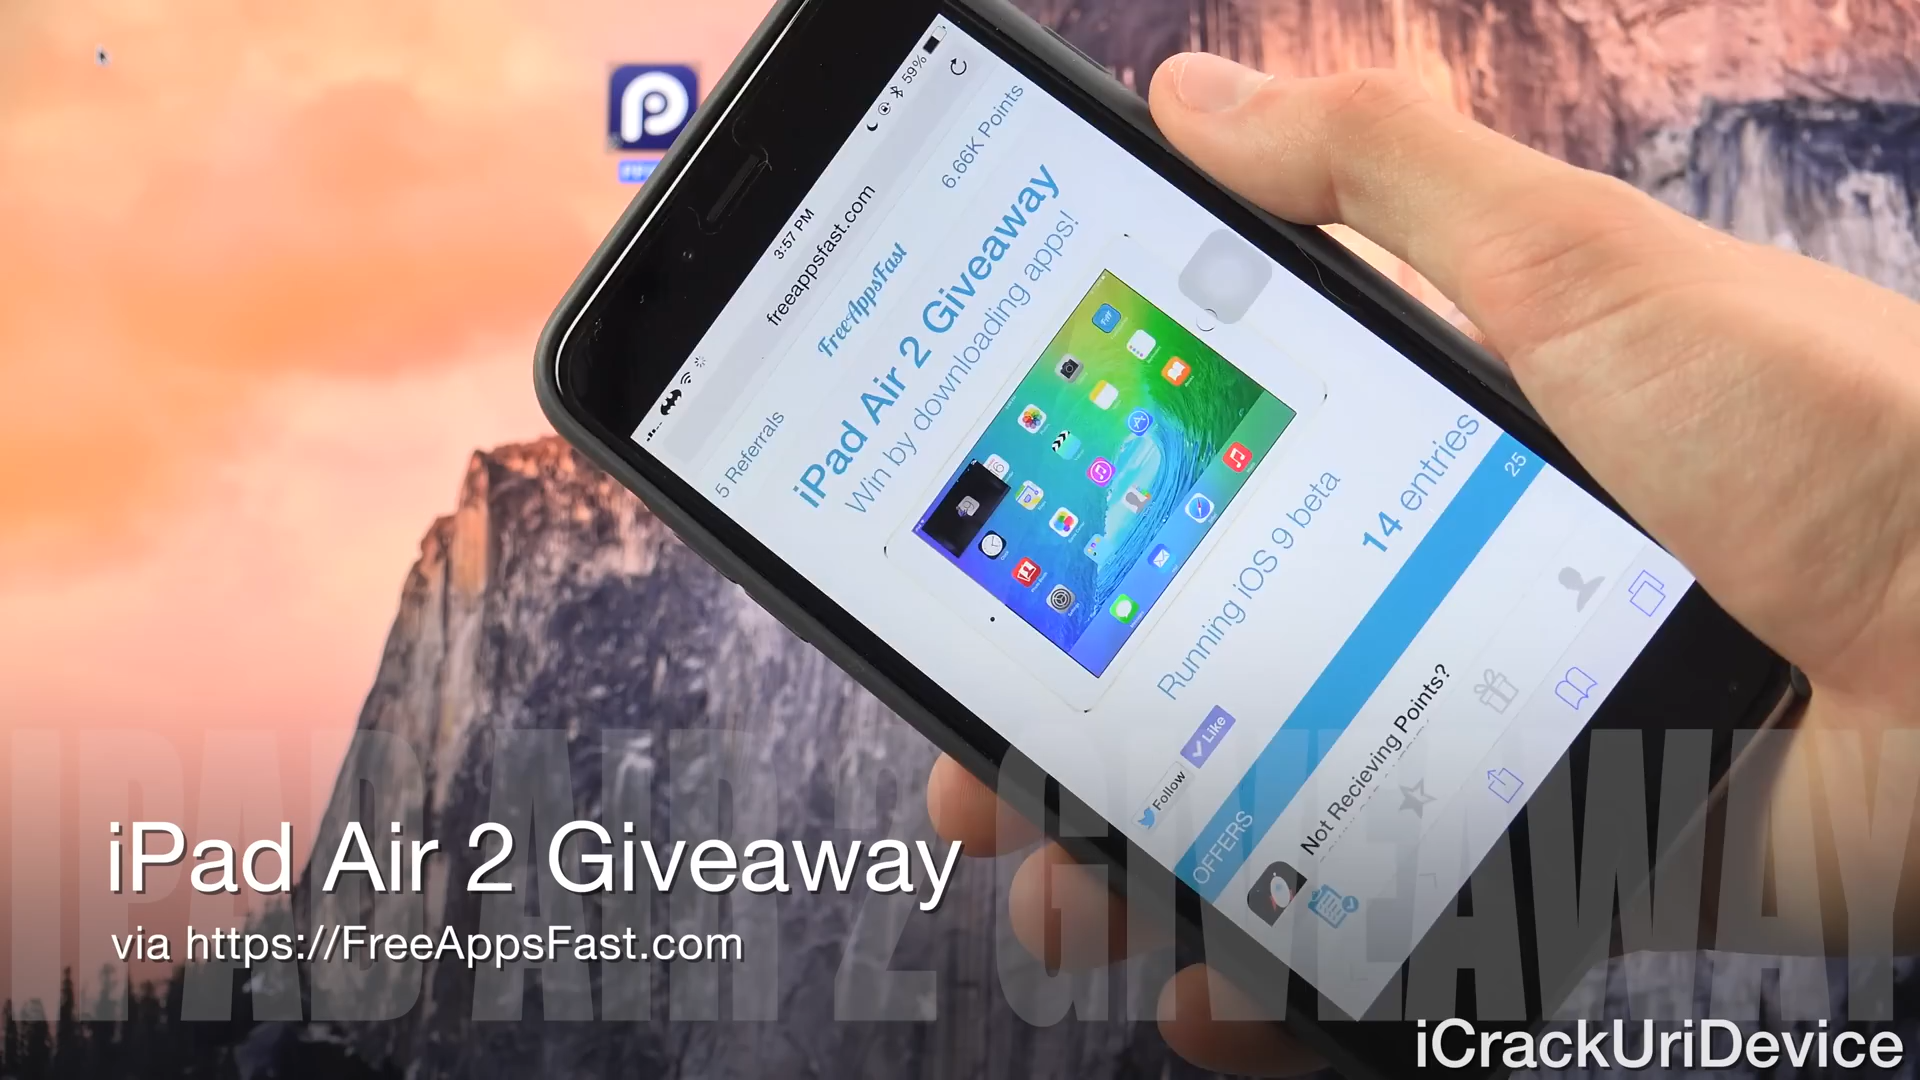 59%
3:57 PM
freeappsfast.com
5 Referrals
FreeAppsFast
6.66K Points
iPad Air 2 Giveaway
Win by downloading apps!
Running iOS 9 beta
14 entries
Follow
Like
OFFERS
25
Not Recieving Points?
IPAD AIR 2 GIVEAWAY
iPad Air 2 Giveaway
via https://FreeAppsFast.com
iCrackUriDevice